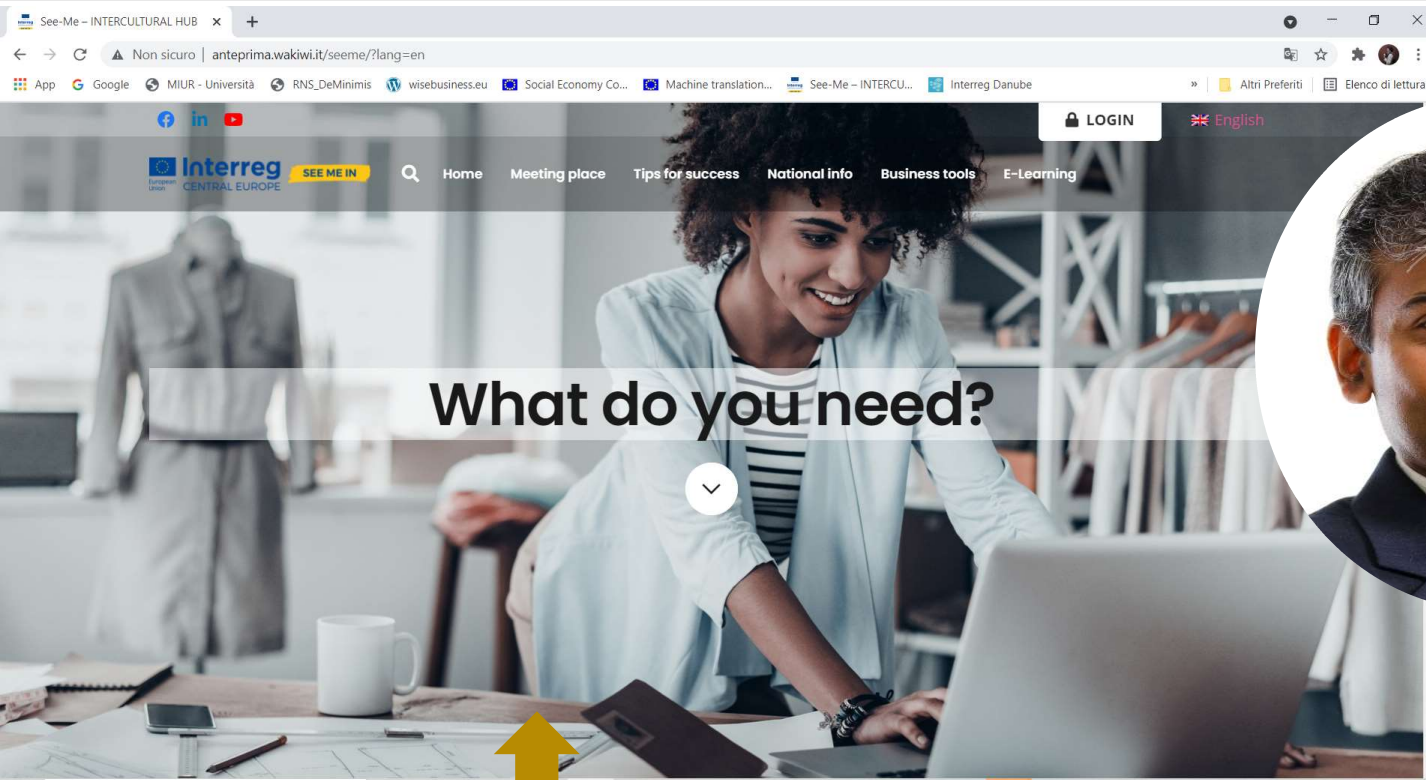 See-Me – INTERCULTURAL HUB
Non sicuro | anteprima.wakiwi.it/seeme/?lang=en
App Google MIUR - Università RNS_DeMinimis wisebusiness.eu Social Economy Co... Machine translation... See-Me – INTERCU... Interreg Danube » Altri Preferiti Elenco di lettura
in LOGIN English
European Union Interreg CENTRAL EUROPE SEE ME IN Home Meeting place Tips for success National info Business tools E-Learning
What do you need?